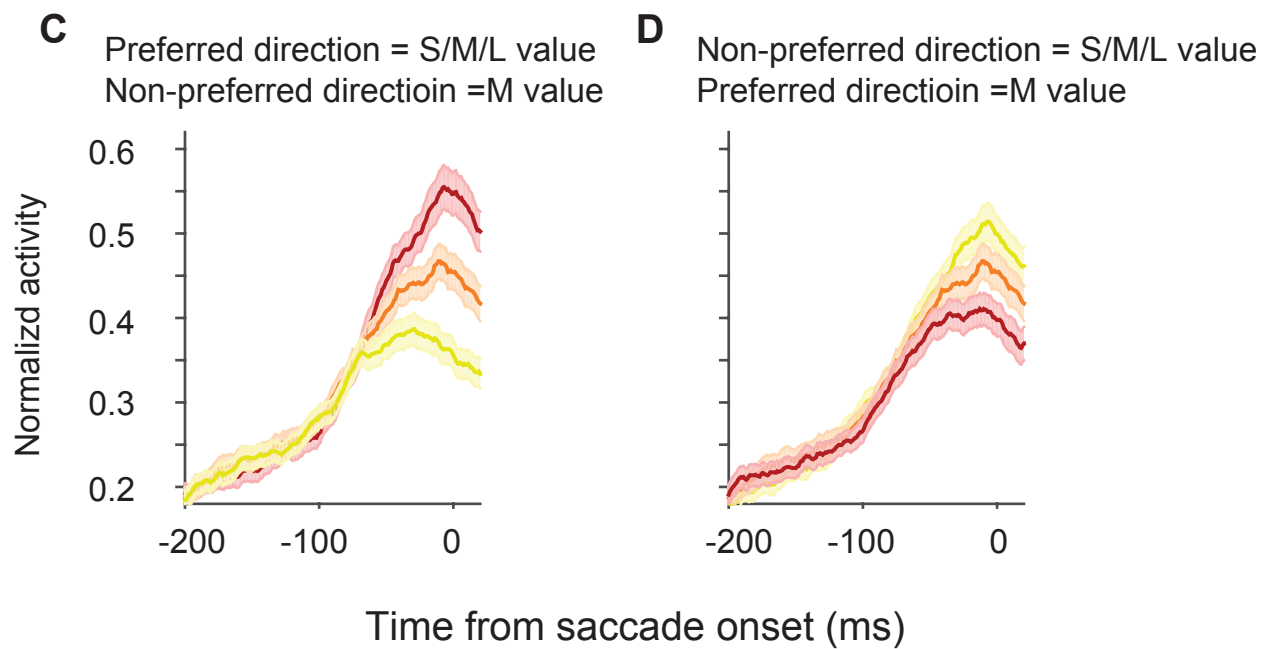 C
Preferred direction = S/M/L value
Non-preferred directioin =M value
D
Non-preferred direction = S/M/L value
Preferred directioin =M value
Normalizd activity
0.6
0.5
0.4
0.3
0.2
-200
-100
0
-200
-100
0
Time from saccade onset (ms)